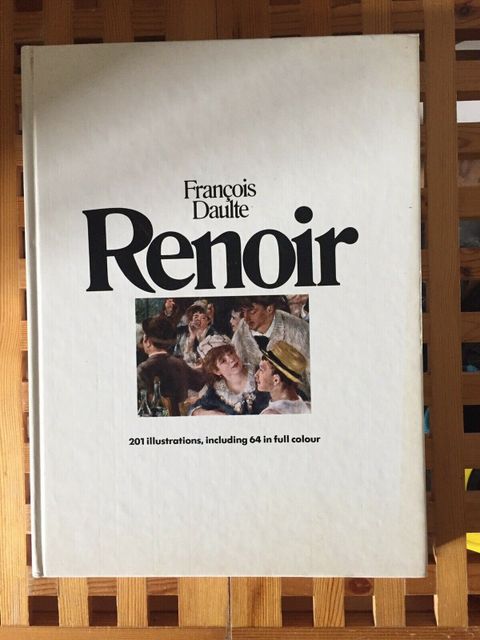 François
Daulte
Renoir
201 illustrations, including 64 in full colour